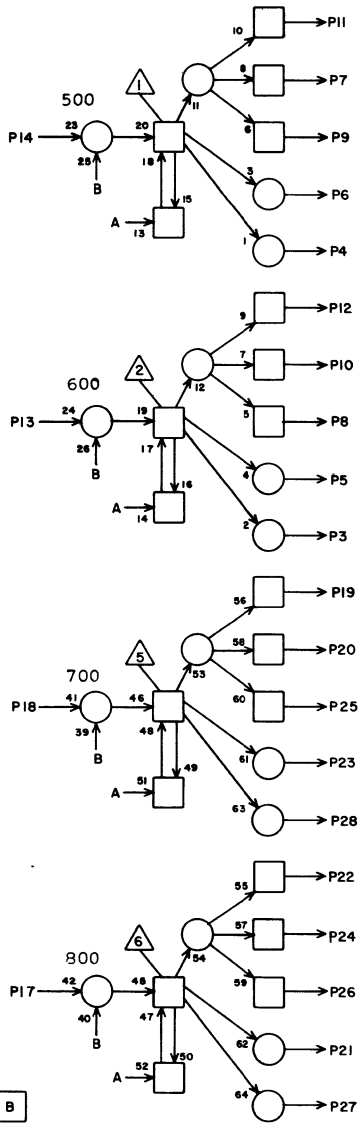 10 P11
1
8 P7
500 11
6 P9
P14 23 20
25 18 3 P6
B 15
A 13 1 P4
9 P12
2
7 P10
600 12
5 P8
P13 24 19
26 17 4 P5
B 16
A 14 2 P3
56 P19
5
58 P20
700 53
60 P25
P18 41 46
39 48 61 P23
B 49
A 51 63 P28
55 P22
6
57 P24
800 54
59 P26
P17 42 45
40 47 62 P21
B 50
A 52 64 P27
B